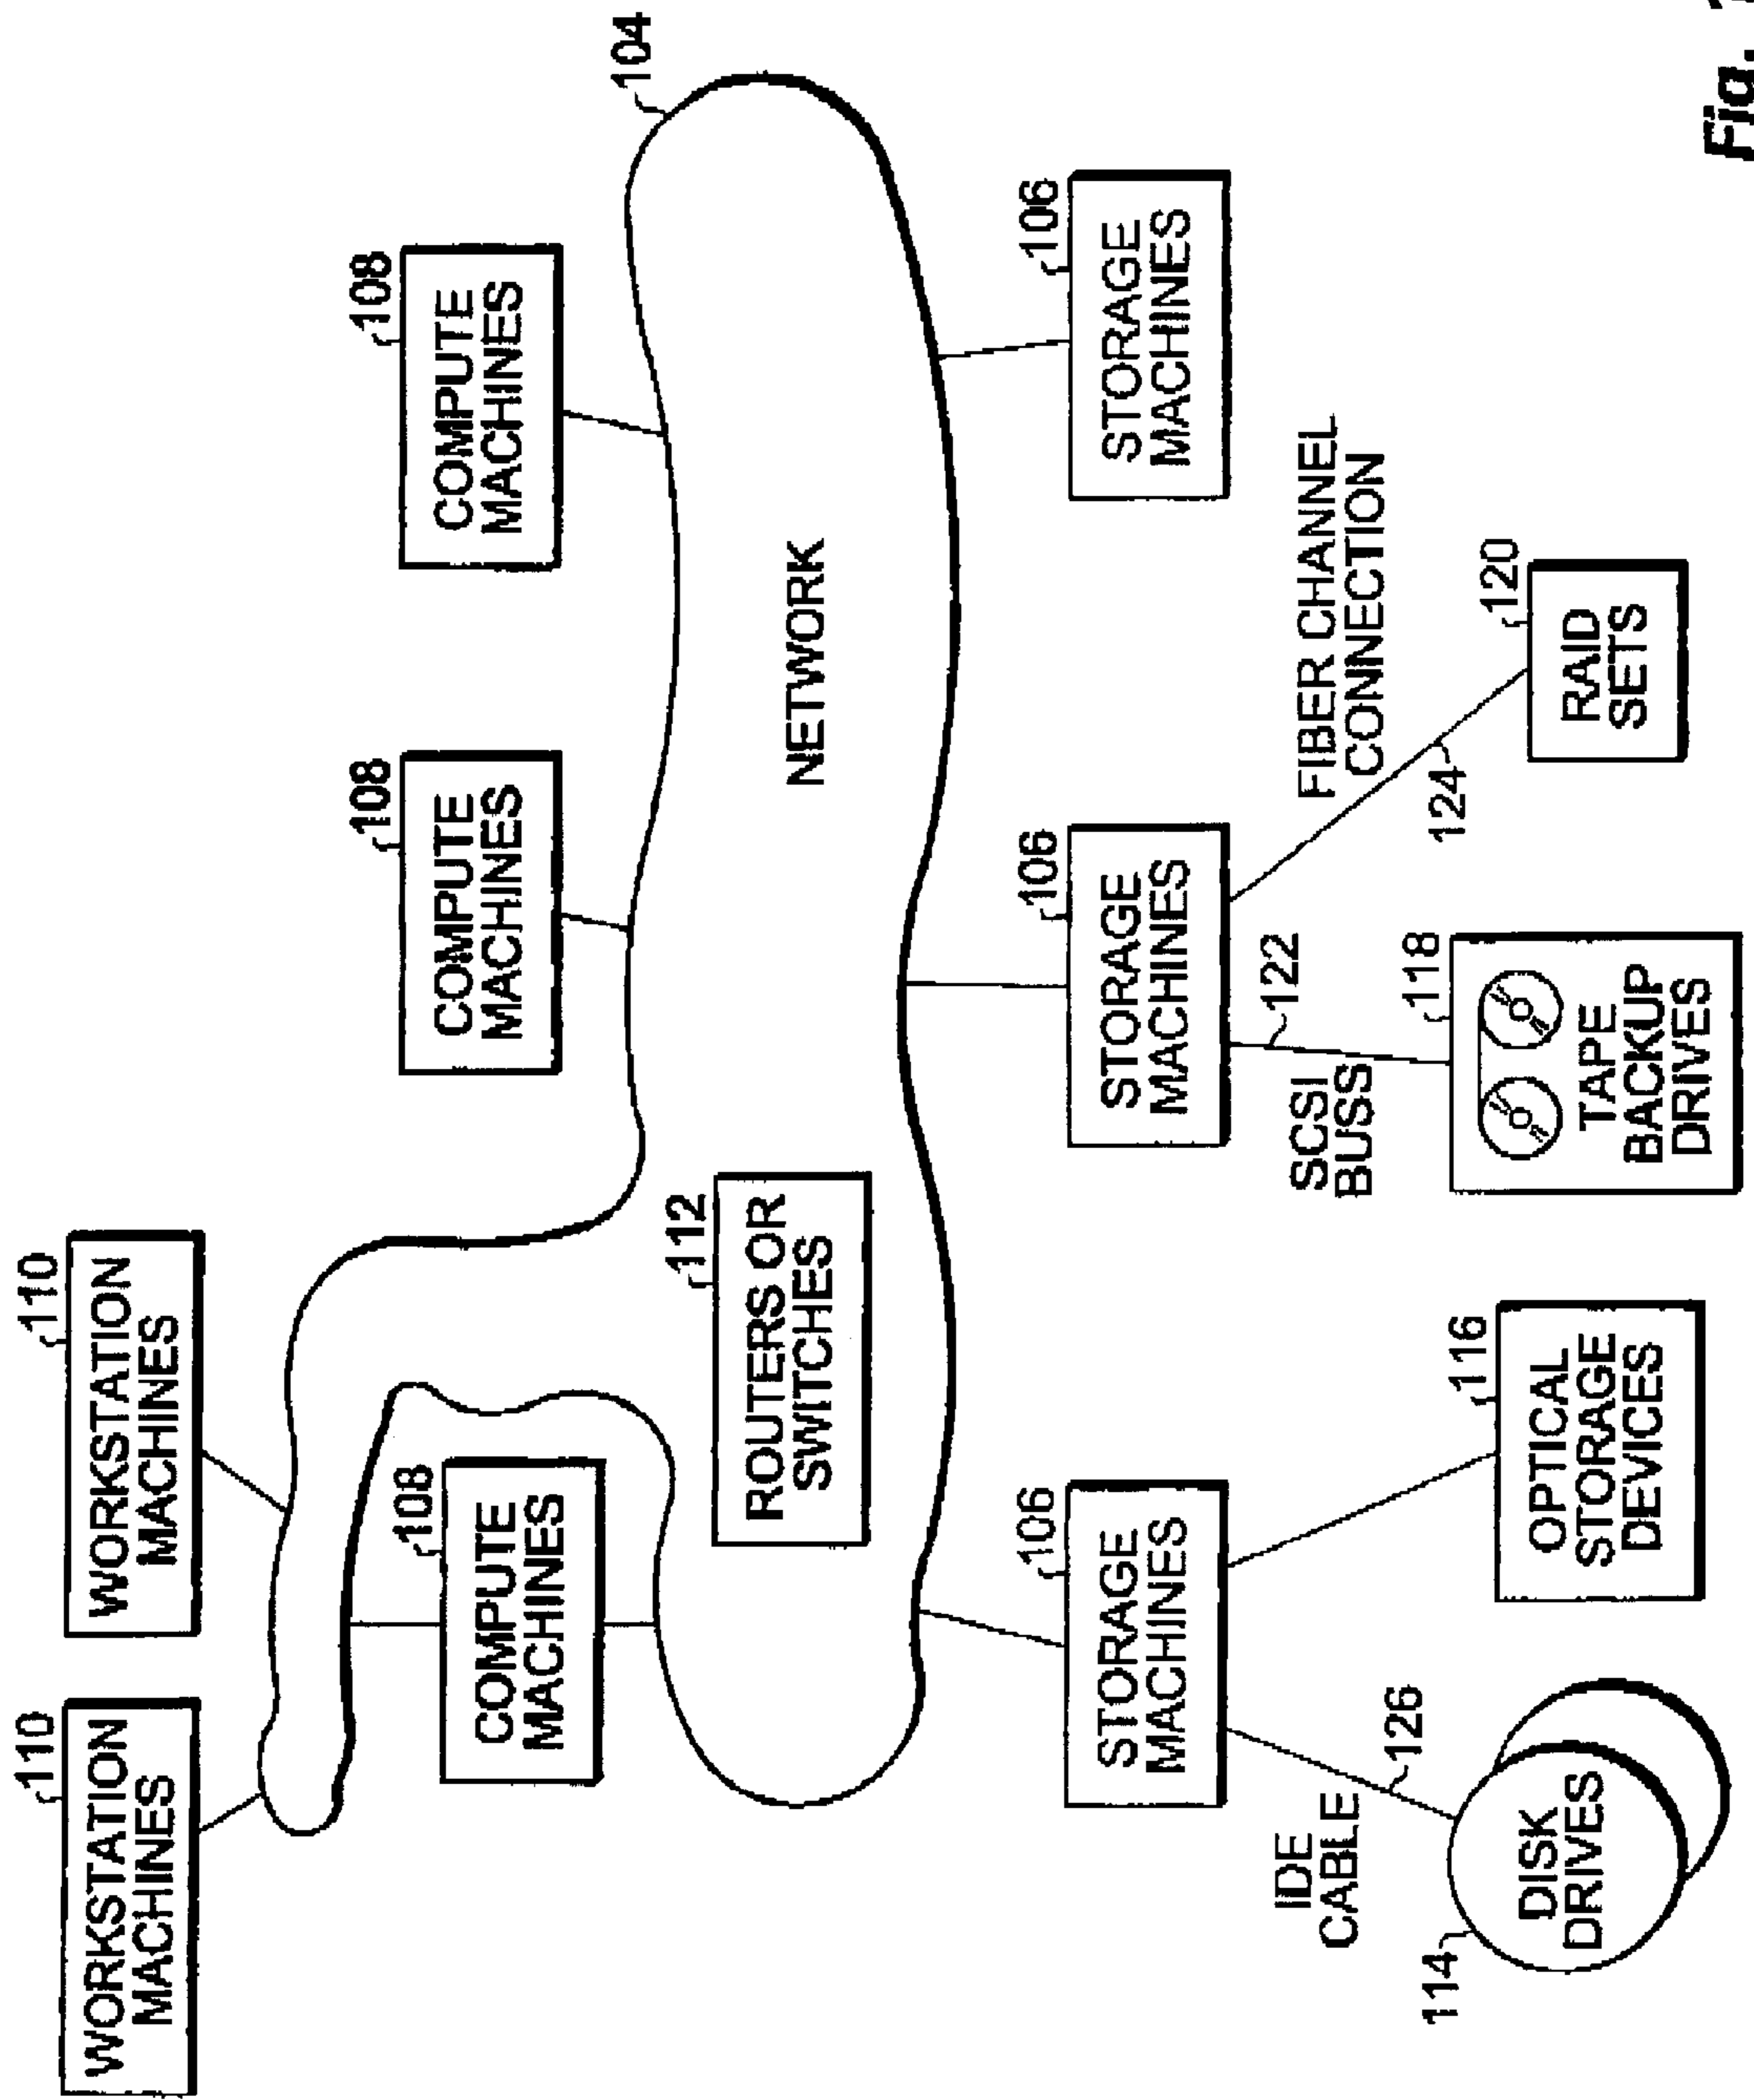 110
WORKSTATION
MACHINES
110
WORKSTATION
MACHINES
108
COMPUTE
MACHINES
108
COMPUTE
MACHINES
108
COMPUTE
MACHINES
104
NETWORK
112
ROUTERS OR
SWITCHES
106
STORAGE
MACHINES
106
STORAGE
MACHINES
106
STORAGE
MACHINES
IDE
CABLE
126
114
DISK
DRIVES
116
OPTICAL
STORAGE
DEVICES
SCSI
BUSS
122
118
TAPE
BACKUP
DRIVES
FIBER CHANNEL
CONNECTION
124
120
RAID
SETS
Fig.